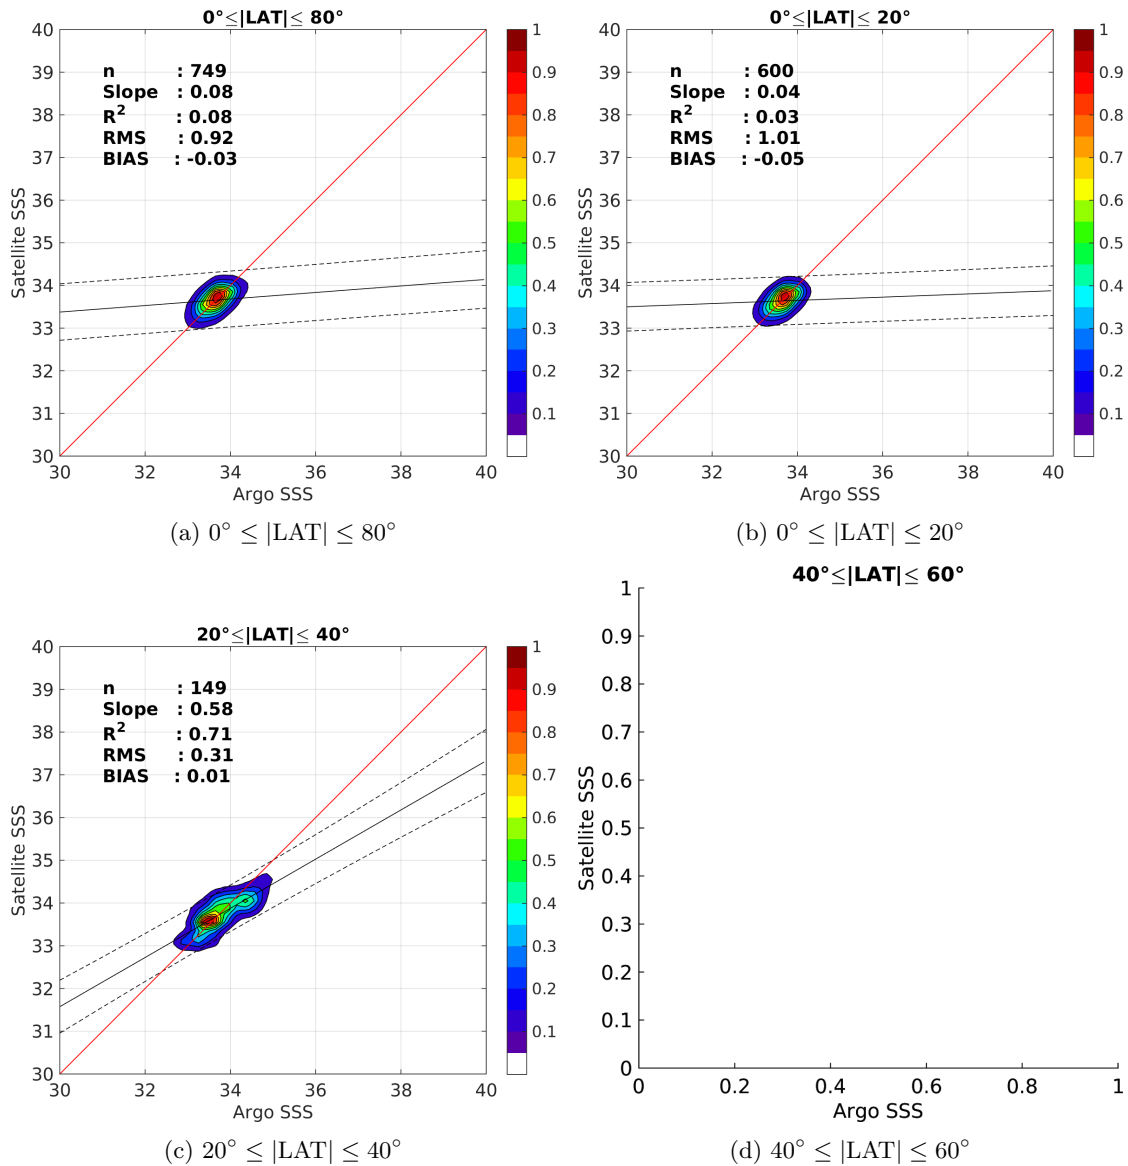 0°≤|LAT|≤ 80°
n : 749
Slope : 0.08
R2 : 0.08
RMS : 0.92
BIAS : -0.03
Satellite SSS
40
39
38
37
36
35
34
33
32
31
30
30 32 34 36 38 40
Argo SSS
1
0.9
0.8
0.7
0.6
0.5
0.4
0.3
0.2
0.1
(a) 0° ≤ |LAT| ≤ 80°
0°≤|LAT|≤ 20°
n : 600
Slope : 0.04
R2 : 0.03
RMS : 1.01
BIAS : -0.05
Satellite SSS
40
39
38
37
36
35
34
33
32
31
30
30 32 34 36 38 40
Argo SSS
1
0.9
0.8
0.7
0.6
0.5
0.4
0.3
0.2
0.1
(b) 0° ≤ |LAT| ≤ 20°
20°≤|LAT|≤ 40°
n : 149
Slope : 0.58
R2 : 0.71
RMS : 0.31
BIAS : 0.01
Satellite SSS
40
39
38
37
36
35
34
33
32
31
30
30 32 34 36 38 40
Argo SSS
1
0.9
0.8
0.7
0.6
0.5
0.4
0.3
0.2
0.1
(c) 20° ≤ |LAT| ≤ 40°
40°≤|LAT|≤ 60°
Satellite SSS
1
0.9
0.8
0.7
0.6
0.5
0.4
0.3
0.2
0.1
0
0 0.2 0.4 0.6 0.8 1
Argo SSS
(d) 40° ≤ |LAT| ≤ 60°